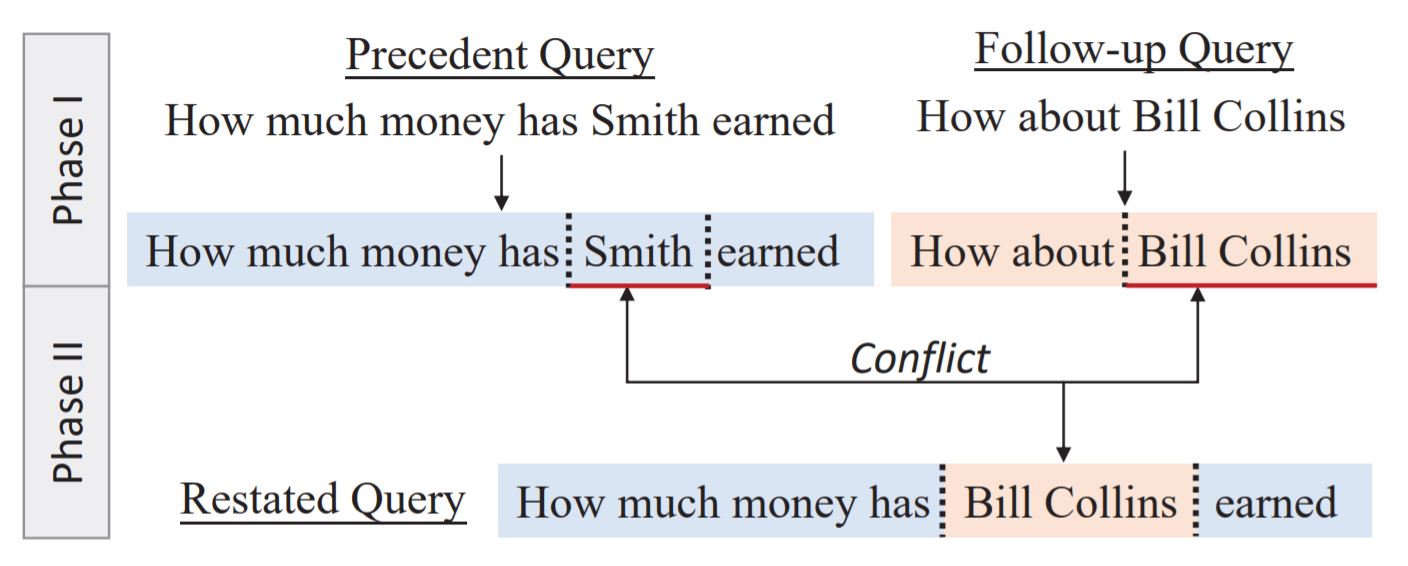 Phase I
Precedent Query
Follow-up Query
How much money has Smith earned
How about Bill Collins
How much money has Smith earned
How about Bill Collins
Phase II
Conflict
Restated Query
How much money has Bill Collins earned